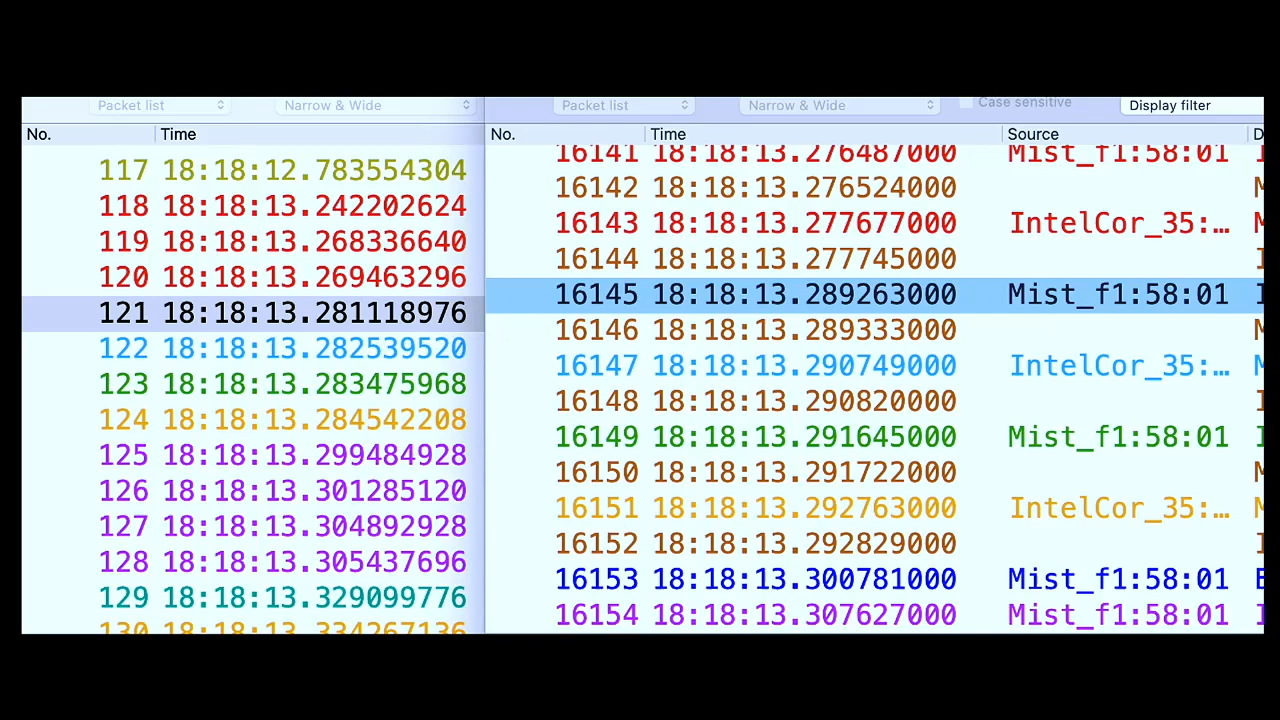 Packet list Narrow & Wide
No. Time
117 18:18:12.783554304
118 18:18:13.242202624
119 18:18:13.268336640
120 18:18:13.269463296
121 18:18:13.281118976
122 18:18:13.282539520
123 18:18:13.283475968
124 18:18:13.284542208
125 18:18:13.299484928
126 18:18:13.301285120
127 18:18:13.304892928
128 18:18:13.305437696
129 18:18:13.329099776
130 18:18:13.334267136
Packet list Narrow & Wide Case sensitive Display filter
No. Time Source
16141 18:18:13.276487000 Mist_f1:58:01
16142 18:18:13.276524000
16143 18:18:13.277677000 IntelCor_35:…
16144 18:18:13.277745000
16145 18:18:13.289263000 Mist_f1:58:01
16146 18:18:13.289333000
16147 18:18:13.290749000 IntelCor_35:…
16148 18:18:13.290820000
16149 18:18:13.291645000 Mist_f1:58:01
16150 18:18:13.291722000
16151 18:18:13.292763000 IntelCor_35:…
16152 18:18:13.292829000
16153 18:18:13.300781000 Mist_f1:58:01
16154 18:18:13.307627000 Mist_f1:58:01